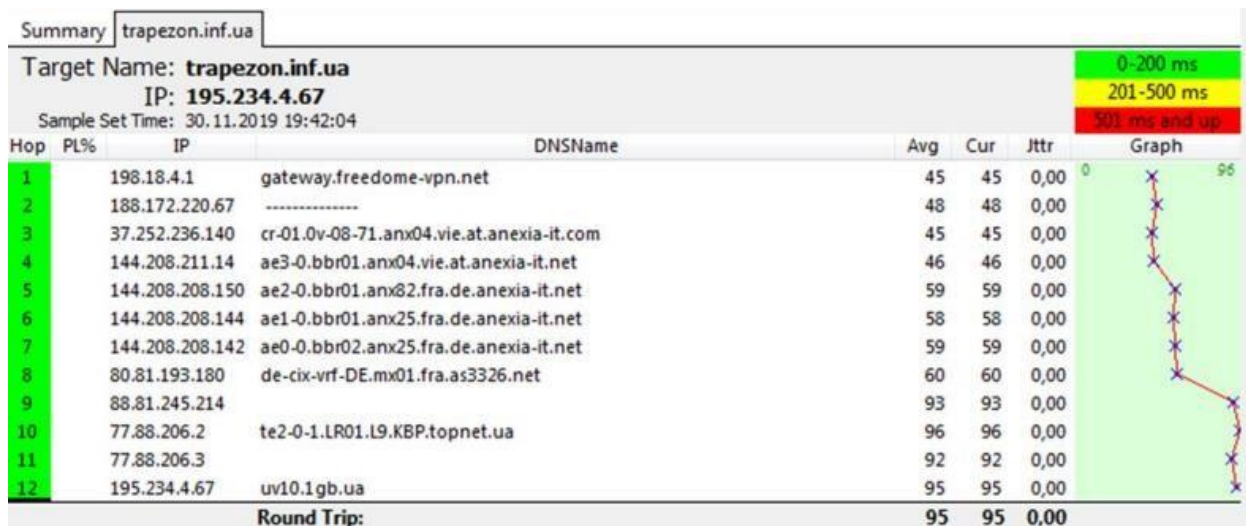 Summary trapezon.inf.ua
Target Name: trapezon.inf.ua
IP: 195.234.4.67
Sample Set Time: 30.11.2019 19:42:04
0-200 ms
201-500 ms
501 ms and up
Hop PL% IP DNSName Avg Cur Jttr Graph
0 96
1 198.18.4.1 gateway.freedome-vpn.net 45 45 0,00
2 188.172.220.67 -------------- 48 48 0,00
3 37.252.236.140 cr-01.0v-08-71.anx04.vie.at.anexia-it.com 45 45 0,00
4 144.208.211.14 ae3-0.bbr01.anx04.vie.at.anexia-it.net 46 46 0,00
5 144.208.208.150 ae2-0.bbr01.anx82.fra.de.anexia-it.net 59 59 0,00
6 144.208.208.144 ae1-0.bbr01.anx25.fra.de.anexia-it.net 58 58 0,00
7 144.208.208.142 ae0-0.bbr02.anx25.fra.de.anexia-it.net 59 59 0,00
8 80.81.193.180 de-cix-vrf-DE.mx01.fra.as3326.net 60 60 0,00
9 88.81.245.214 93 93 0,00
10 77.88.206.2 te2-0-1.LR01.L9.KBP.topnet.ua 96 96 0,00
11 77.88.206.3 92 92 0,00
12 195.234.4.67 uv10.1gb.ua 95 95 0,00
Round Trip: 95 95 0,00